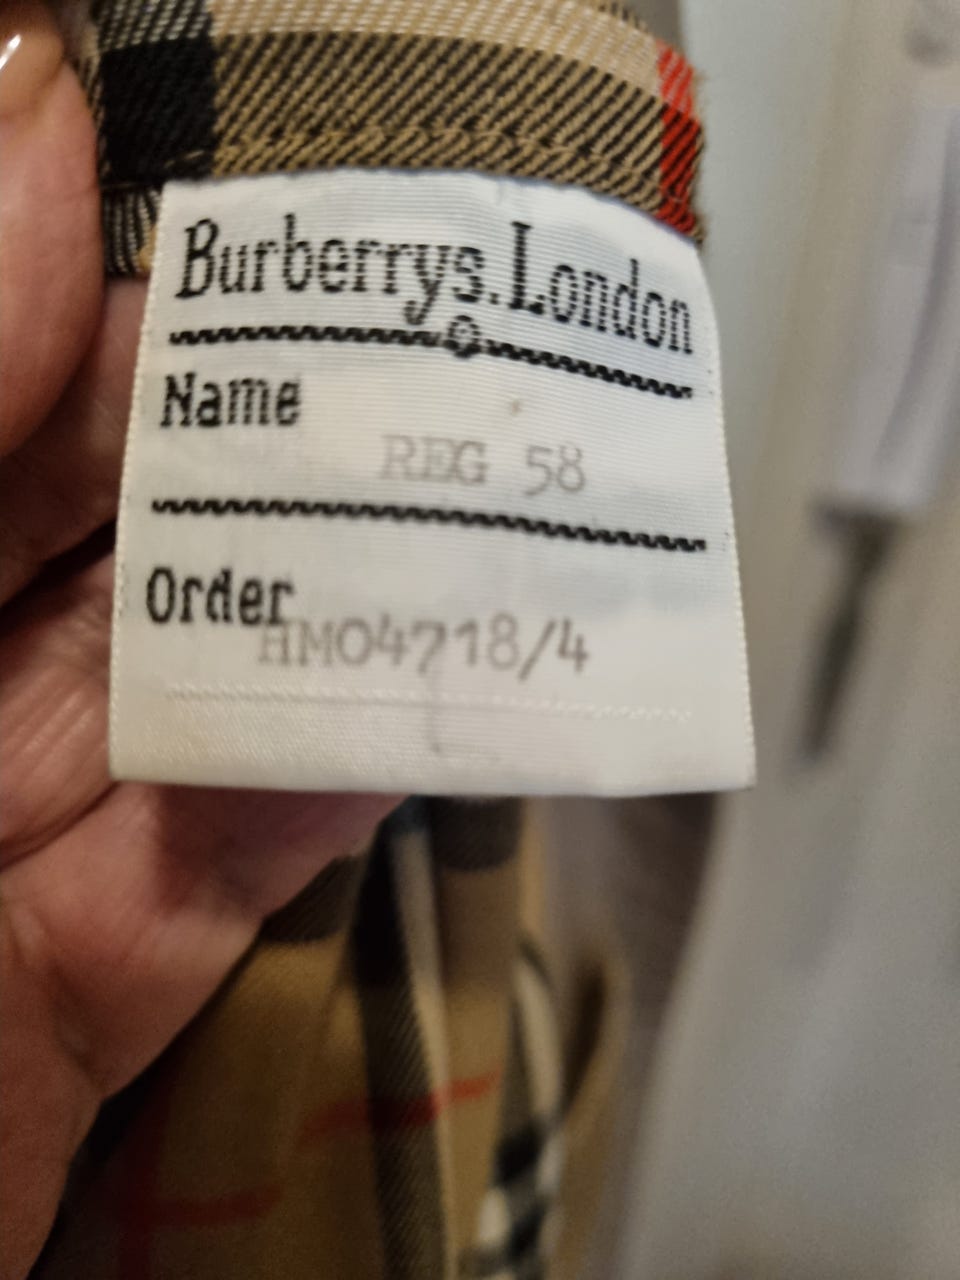 Burberrys.London
Name
REG 58
Order
HM04718/4